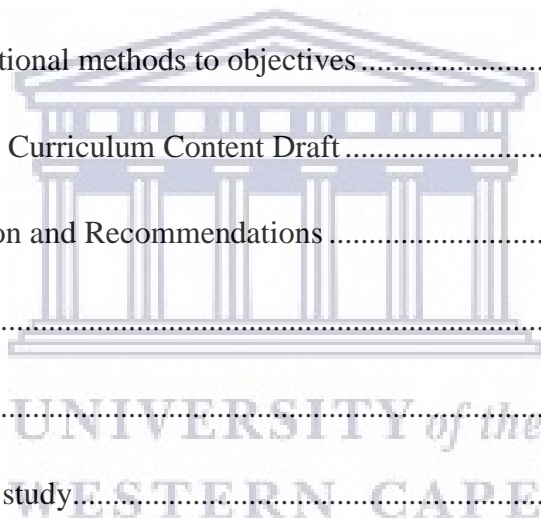 tional methods to objectives........................
Curriculum Content Draft..........................
on and Recommendations.............................
.................................................................
UNIVERSITY of the
.................................................................
study.........................................................
WESTERN CAPE